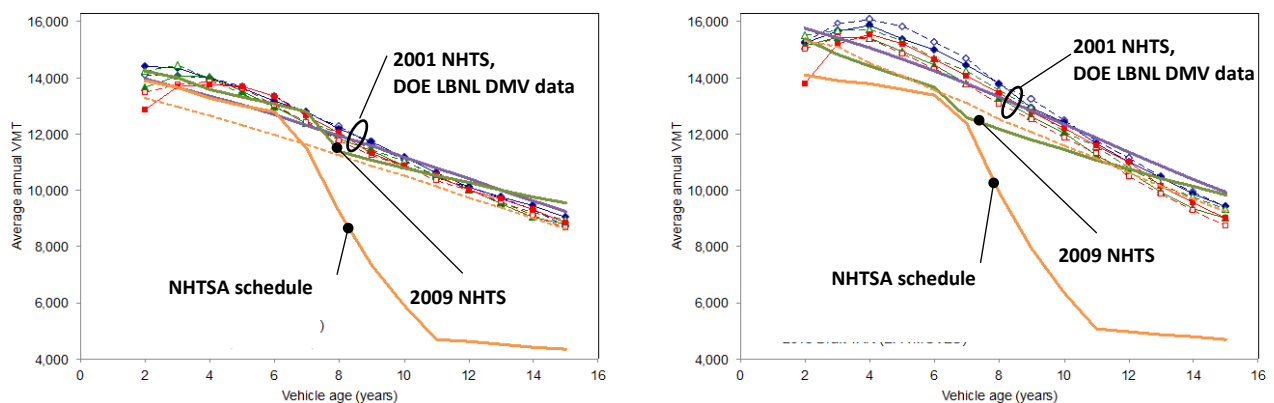 16,000
14,000
12,000
10,000
8,000
6,000
4,000
Average annual VMT
0 2 4 6 8 10 12 14 16
Vehicle age (years)
2001 NHTS,
DOE LBNL DMV data
NHTSA schedule
2009 NHTS
)
16,000
14,000
12,000
10,000
8,000
6,000
4,000
Average annual VMT
0 2 4 6 8 10 12 14 16
Vehicle age (years)
2001 NHTS,
DOE LBNL DMV data
2009 NHTS
NHTSA schedule